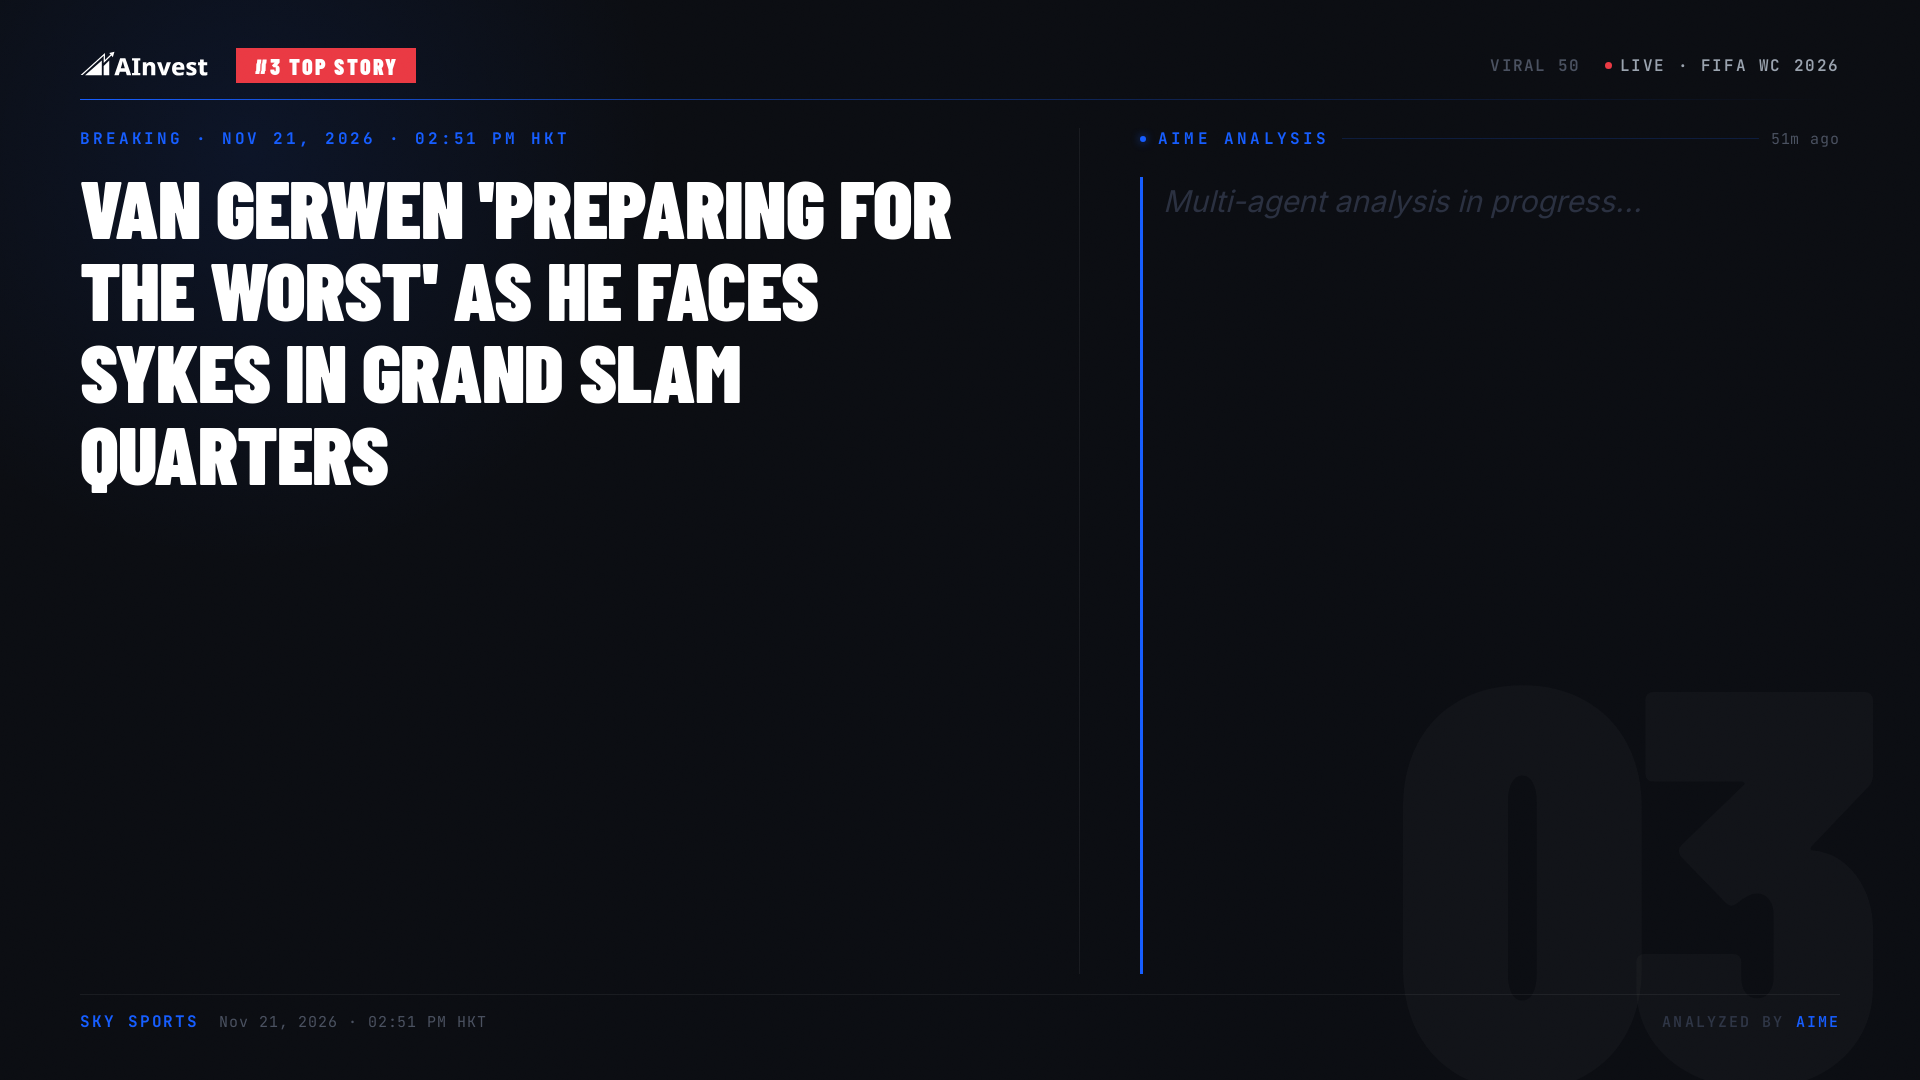 AInvest
#3 TOP STORY
VIRAL 50
LIVE · FIFA WC 2026
BREAKING · NOV 21, 2026 · 02:51 PM HKT
VAN GERWEN 'PREPARING FOR
THE WORST' AS HE FACES
SYKES IN GRAND SLAM
QUARTERS
AIME ANALYSIS
51m ago
Multi-agent analysis in progress...
03
SKY SPORTS
Nov 21, 2026 · 02:51 PM HKT
ANALYZED BY AIME